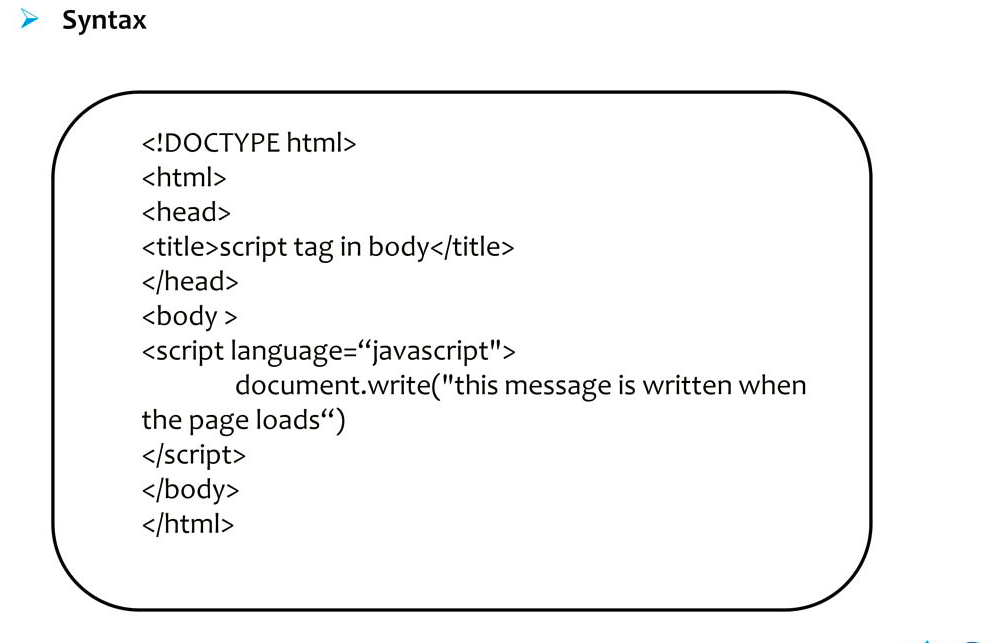 Syntax
<!DOCTYPE html>
<html>
<head>
<title>script tag in body</title>
</head>
<body >
<script language=“javascript">
document.write("this message is written when
the page loads“)
</script>
</body>
</html>